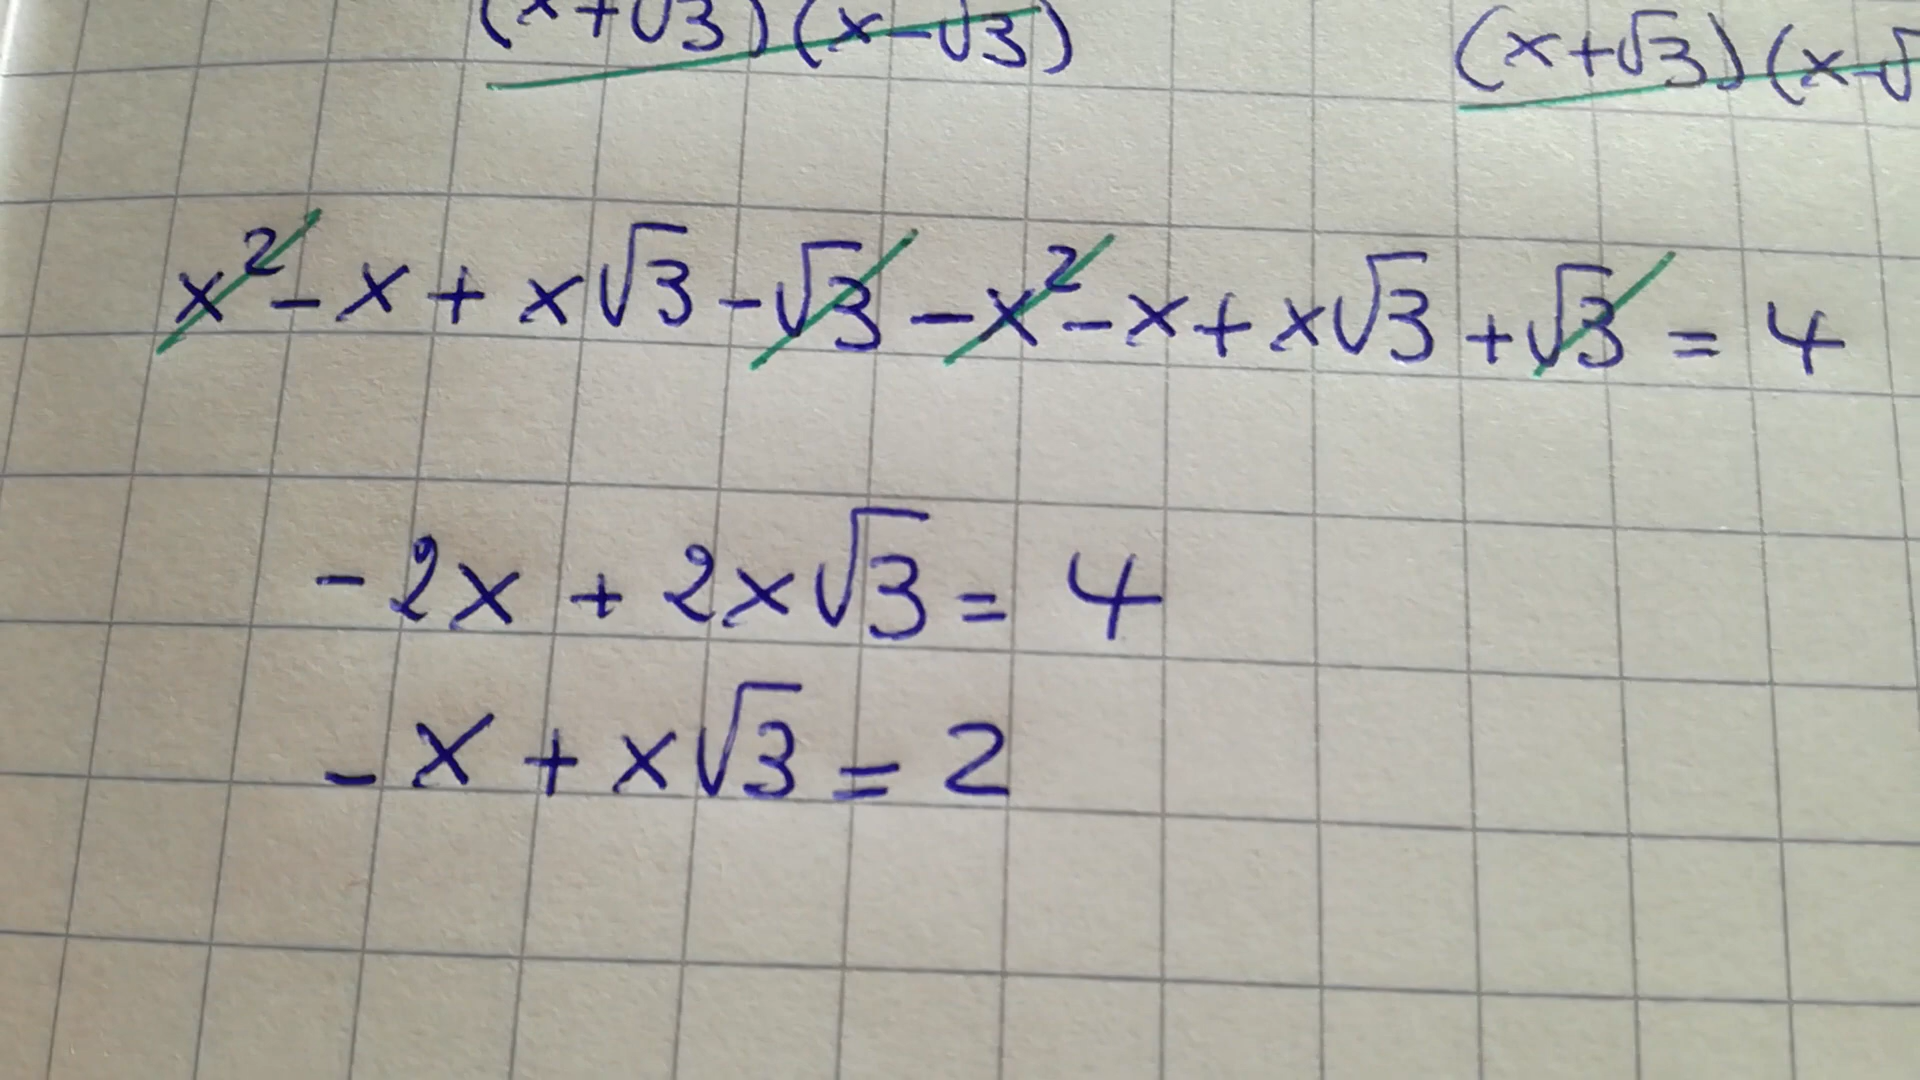 (x+√3)(x-√3) (x+√3)(x-√
x² - x + x√3 - √3 - x² - x + x√3 + √3 = 4
- 2x + 2x√3 = 4
- x + x√3 = 2